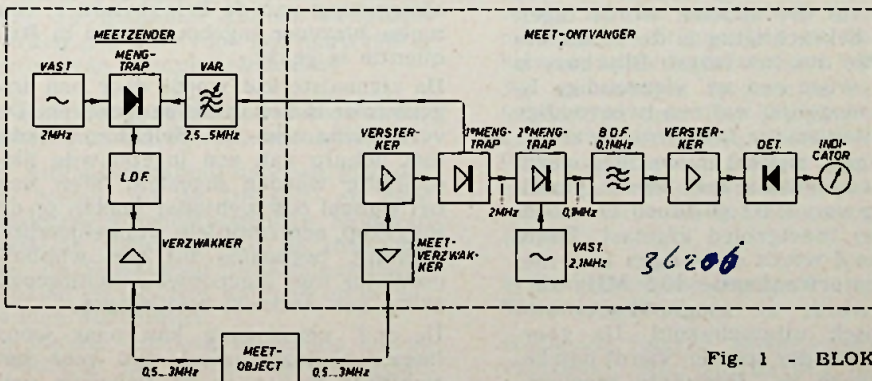 MEETZENDER
MEET-ONTVANGER
VAST
MENG-
TRAP
VAR.
2MHz
2,5...5MHz
L.D.F.
VERZWAKKER
VERSTER-
KER
1e MENG-
TRAP
2e MENG-
TRAP
B.D.F.
0,1MHz
VERSTER-
KER
DET.
INDI-
CATOR
2MHz
0,1MHz
MEET-
VERZWAK-
KER
VAST.
2,1MHz
MEET-
OBJECT
0,5...3MHz
0,5...3MHz
Fig. 1 - BLOK